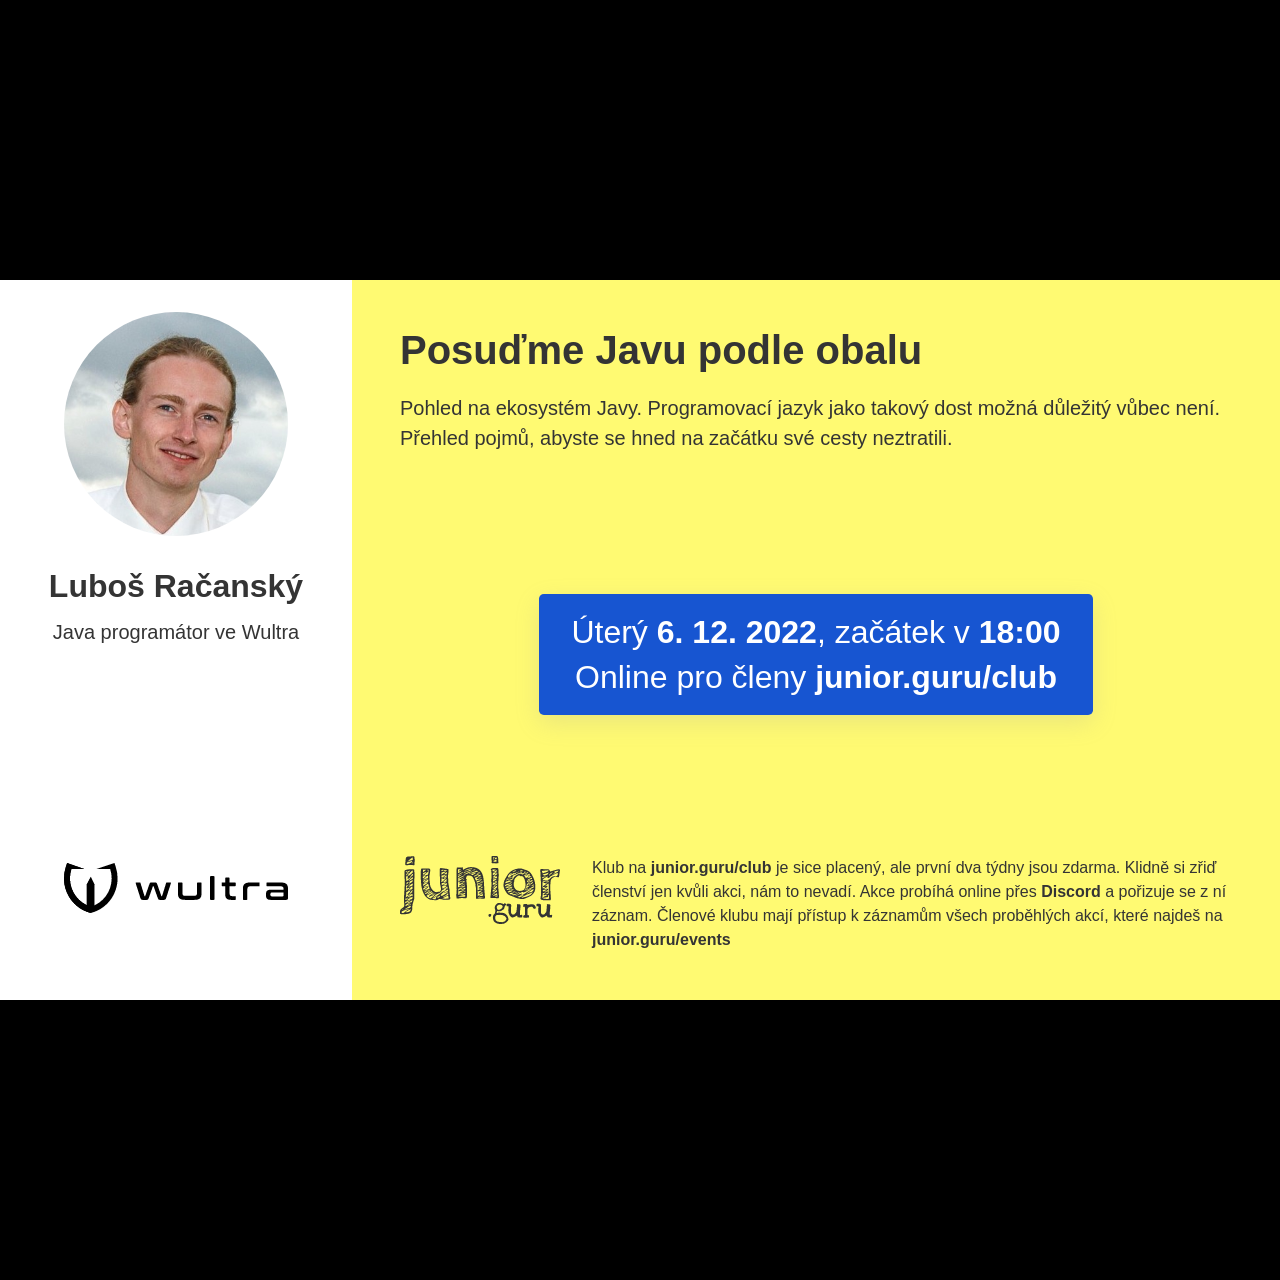 Luboš Račanský
Java programátor ve Wultra
wultra
Posuďme Javu podle obalu
Pohled na ekosystém Javy. Programovací jazyk jako takový dost možná důležitý vůbec není.
Přehled pojmů, abyste se hned na začátku své cesty neztratili.
Úterý 6. 12. 2022, začátek v 18:00
Online pro členy junior.guru/club
junior
.guru
Klub na junior.guru/club je sice placený, ale první dva týdny jsou zdarma. Klidně si zřiď
členství jen kvůli akci, nám to nevadí. Akce probíhá online přes Discord a pořizuje se z ní
záznam. Členové klubu mají přístup k záznamům všech proběhlých akcí, které najdeš na
junior.guru/events